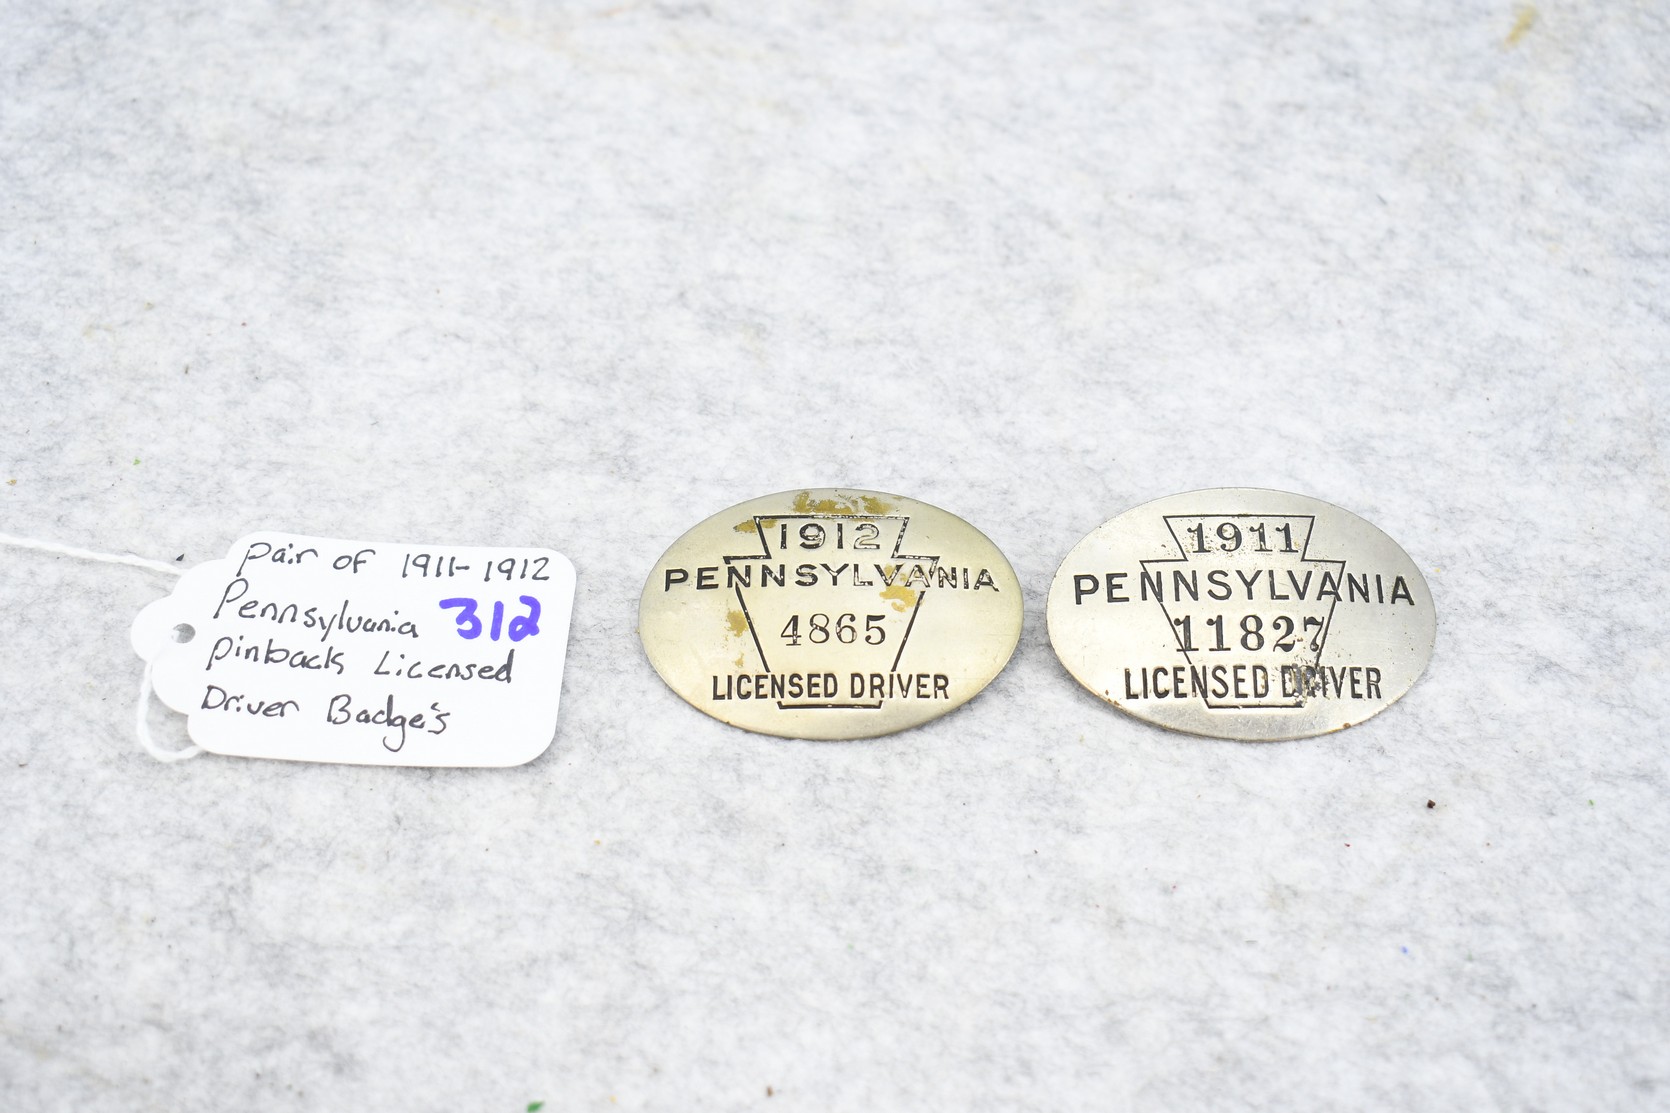 pair of 1911-1912
Pennsylvania 312
pinback Licensed
Driver Badge's
1912
PENNSYLVANIA
4865
LICENSED DRIVER
1911
PENNSYLVANIA
11827
LICENSED DRIVER